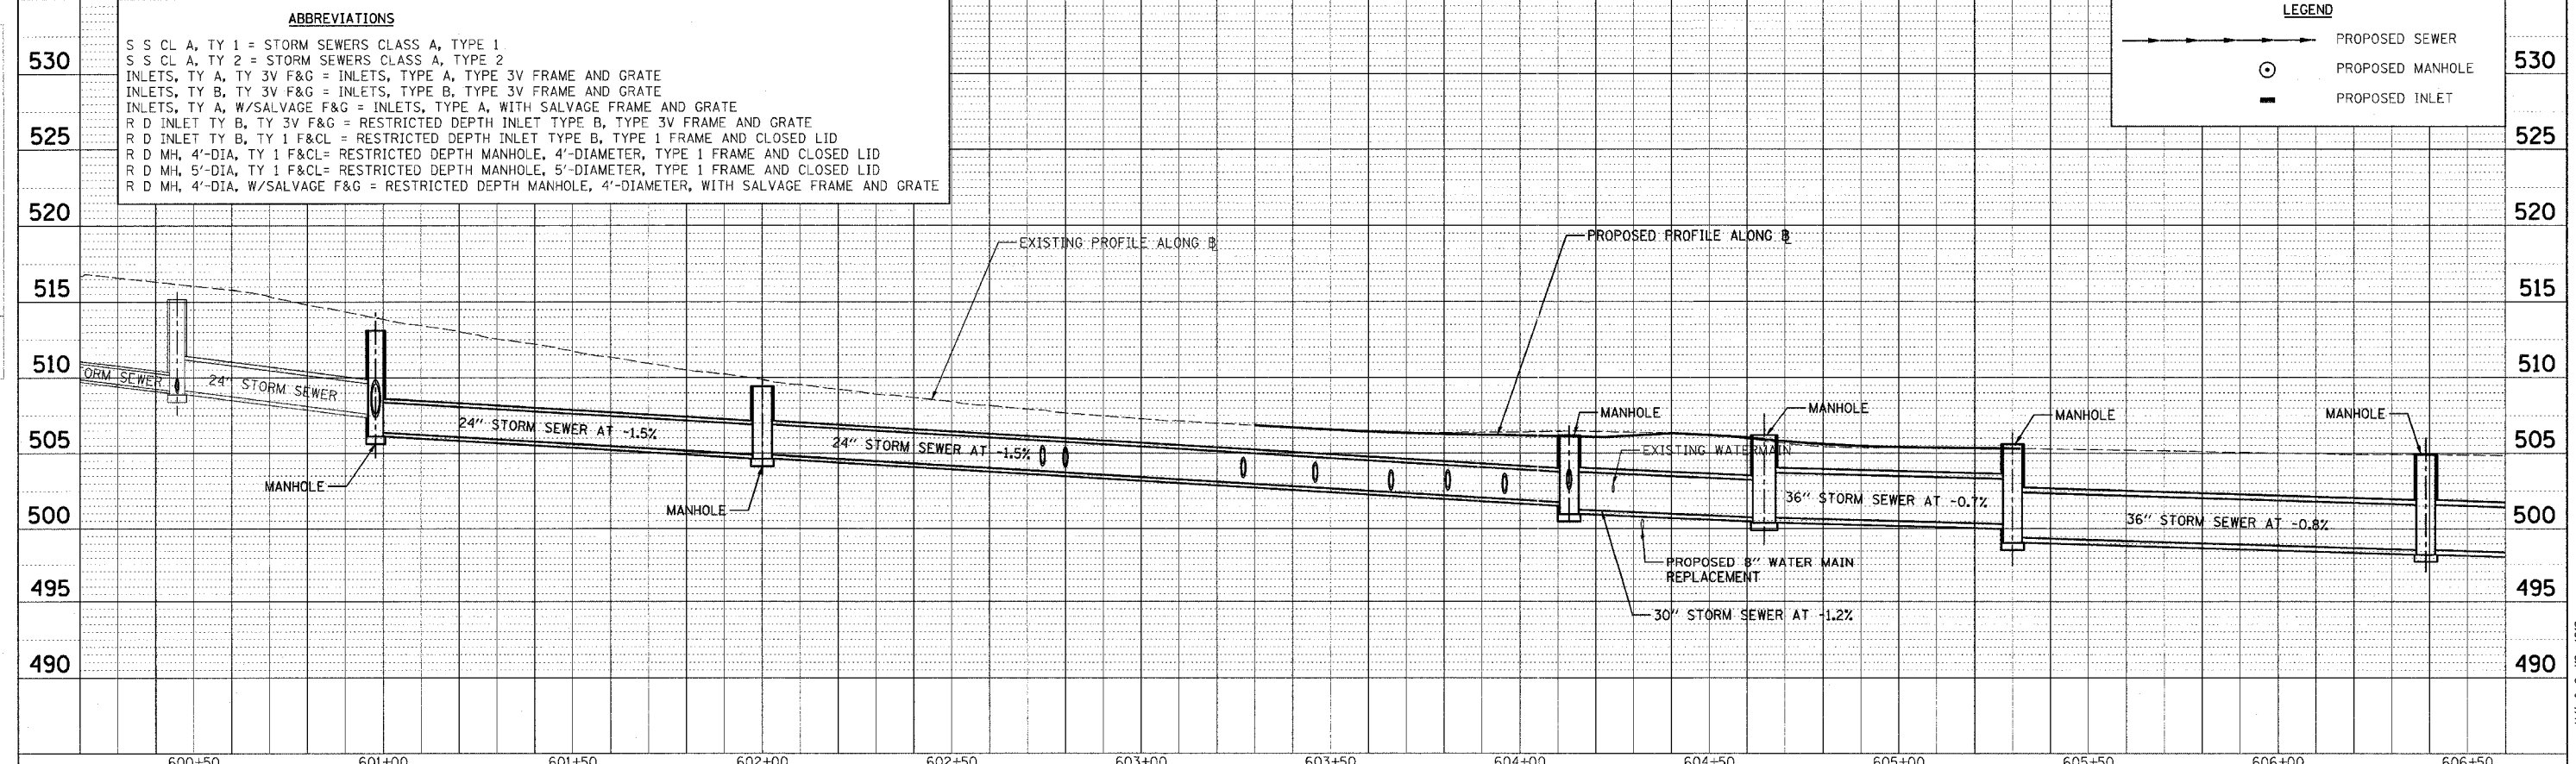 ABBREVIATIONS
S S CL A, TY 1 = STORM SEWERS CLASS A, TYPE 1
S S CL A, TY 2 = STORM SEWERS CLASS A, TYPE 2
INLETS, TY A, TY 3V F&G = INLETS, TYPE A, TYPE 3V FRAME AND GRATE
INLETS, TY B, TY 3V F&G = INLETS, TYPE B, TYPE 3V FRAME AND GRATE
INLETS, TY A, W/SALVAGE F&G = INLETS, TYPE A, WITH SALVAGE FRAME AND GRATE
R D INLET TY B, TY 3V F&G = RESTRICTED DEPTH INLET TYPE B, TYPE 3V FRAME AND GRATE
R D INLET TY B, TY 1 F&CL = RESTRICTED DEPTH INLET TYPE B, TYPE 1 FRAME AND CLOSED LID
R D MH, 4'-DIA, TY 1 F&CL= RESTRICTED DEPTH MANHOLE, 4'-DIAMETER, TYPE 1 FRAME AND CLOSED LID
R D MH, 5'-DIA, TY 1 F&CL= RESTRICTED DEPTH MANHOLE, 5'-DIAMETER, TYPE 1 FRAME AND CLOSED LID
R D MH, 4'-DIA, W/SALVAGE F&G = RESTRICTED DEPTH MANHOLE, 4'-DIAMETER, WITH SALVAGE FRAME AND GRATE
LEGEND
PROPOSED SEWER
PROPOSED MANHOLE
PROPOSED INLET
530
525
520
515
510
505
500
495
490
530
525
520
515
510
505
500
495
490
EXISTING PROFILE ALONG ℄
PROPOSED PROFILE ALONG ℄
ORM SEWER
24" STORM SEWER
24" STORM SEWER AT -1.5%
24" STORM SEWER AT -1.5%
MANHOLE
MANHOLE
MANHOLE
MANHOLE
MANHOLE
MANHOLE
EXISTING WATERMAIN
36" STORM SEWER AT -0.7%
36" STORM SEWER AT -0.8%
PROPOSED 8" WATER MAIN
REPLACEMENT
30" STORM SEWER AT -1.2%
600+50
601+00
601+50
602+00
602+50
603+00
603+50
604+00
604+50
605+00
605+50
606+00
606+50